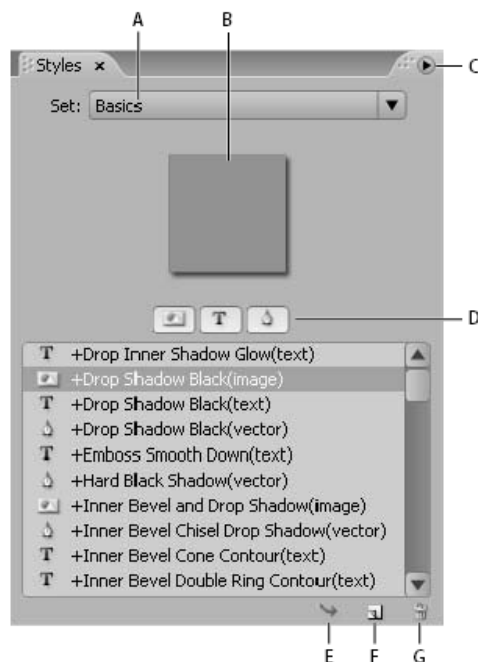 A
B
Styles ×
C
Set: Basics
T
D
T +Drop Inner Shadow Glow(text)
+Drop Shadow Black(image)
T +Drop Shadow Black(text)
+Drop Shadow Black(vector)
T +Emboss Smooth Down(text)
+Hard Black Shadow(vector)
+Inner Bevel and Drop Shadow(image)
+Inner Bevel Chisel Drop Shadow(vector)
T +Inner Bevel Cone Contour(text)
T +Inner Bevel Double Ring Contour(text)
E
F
G